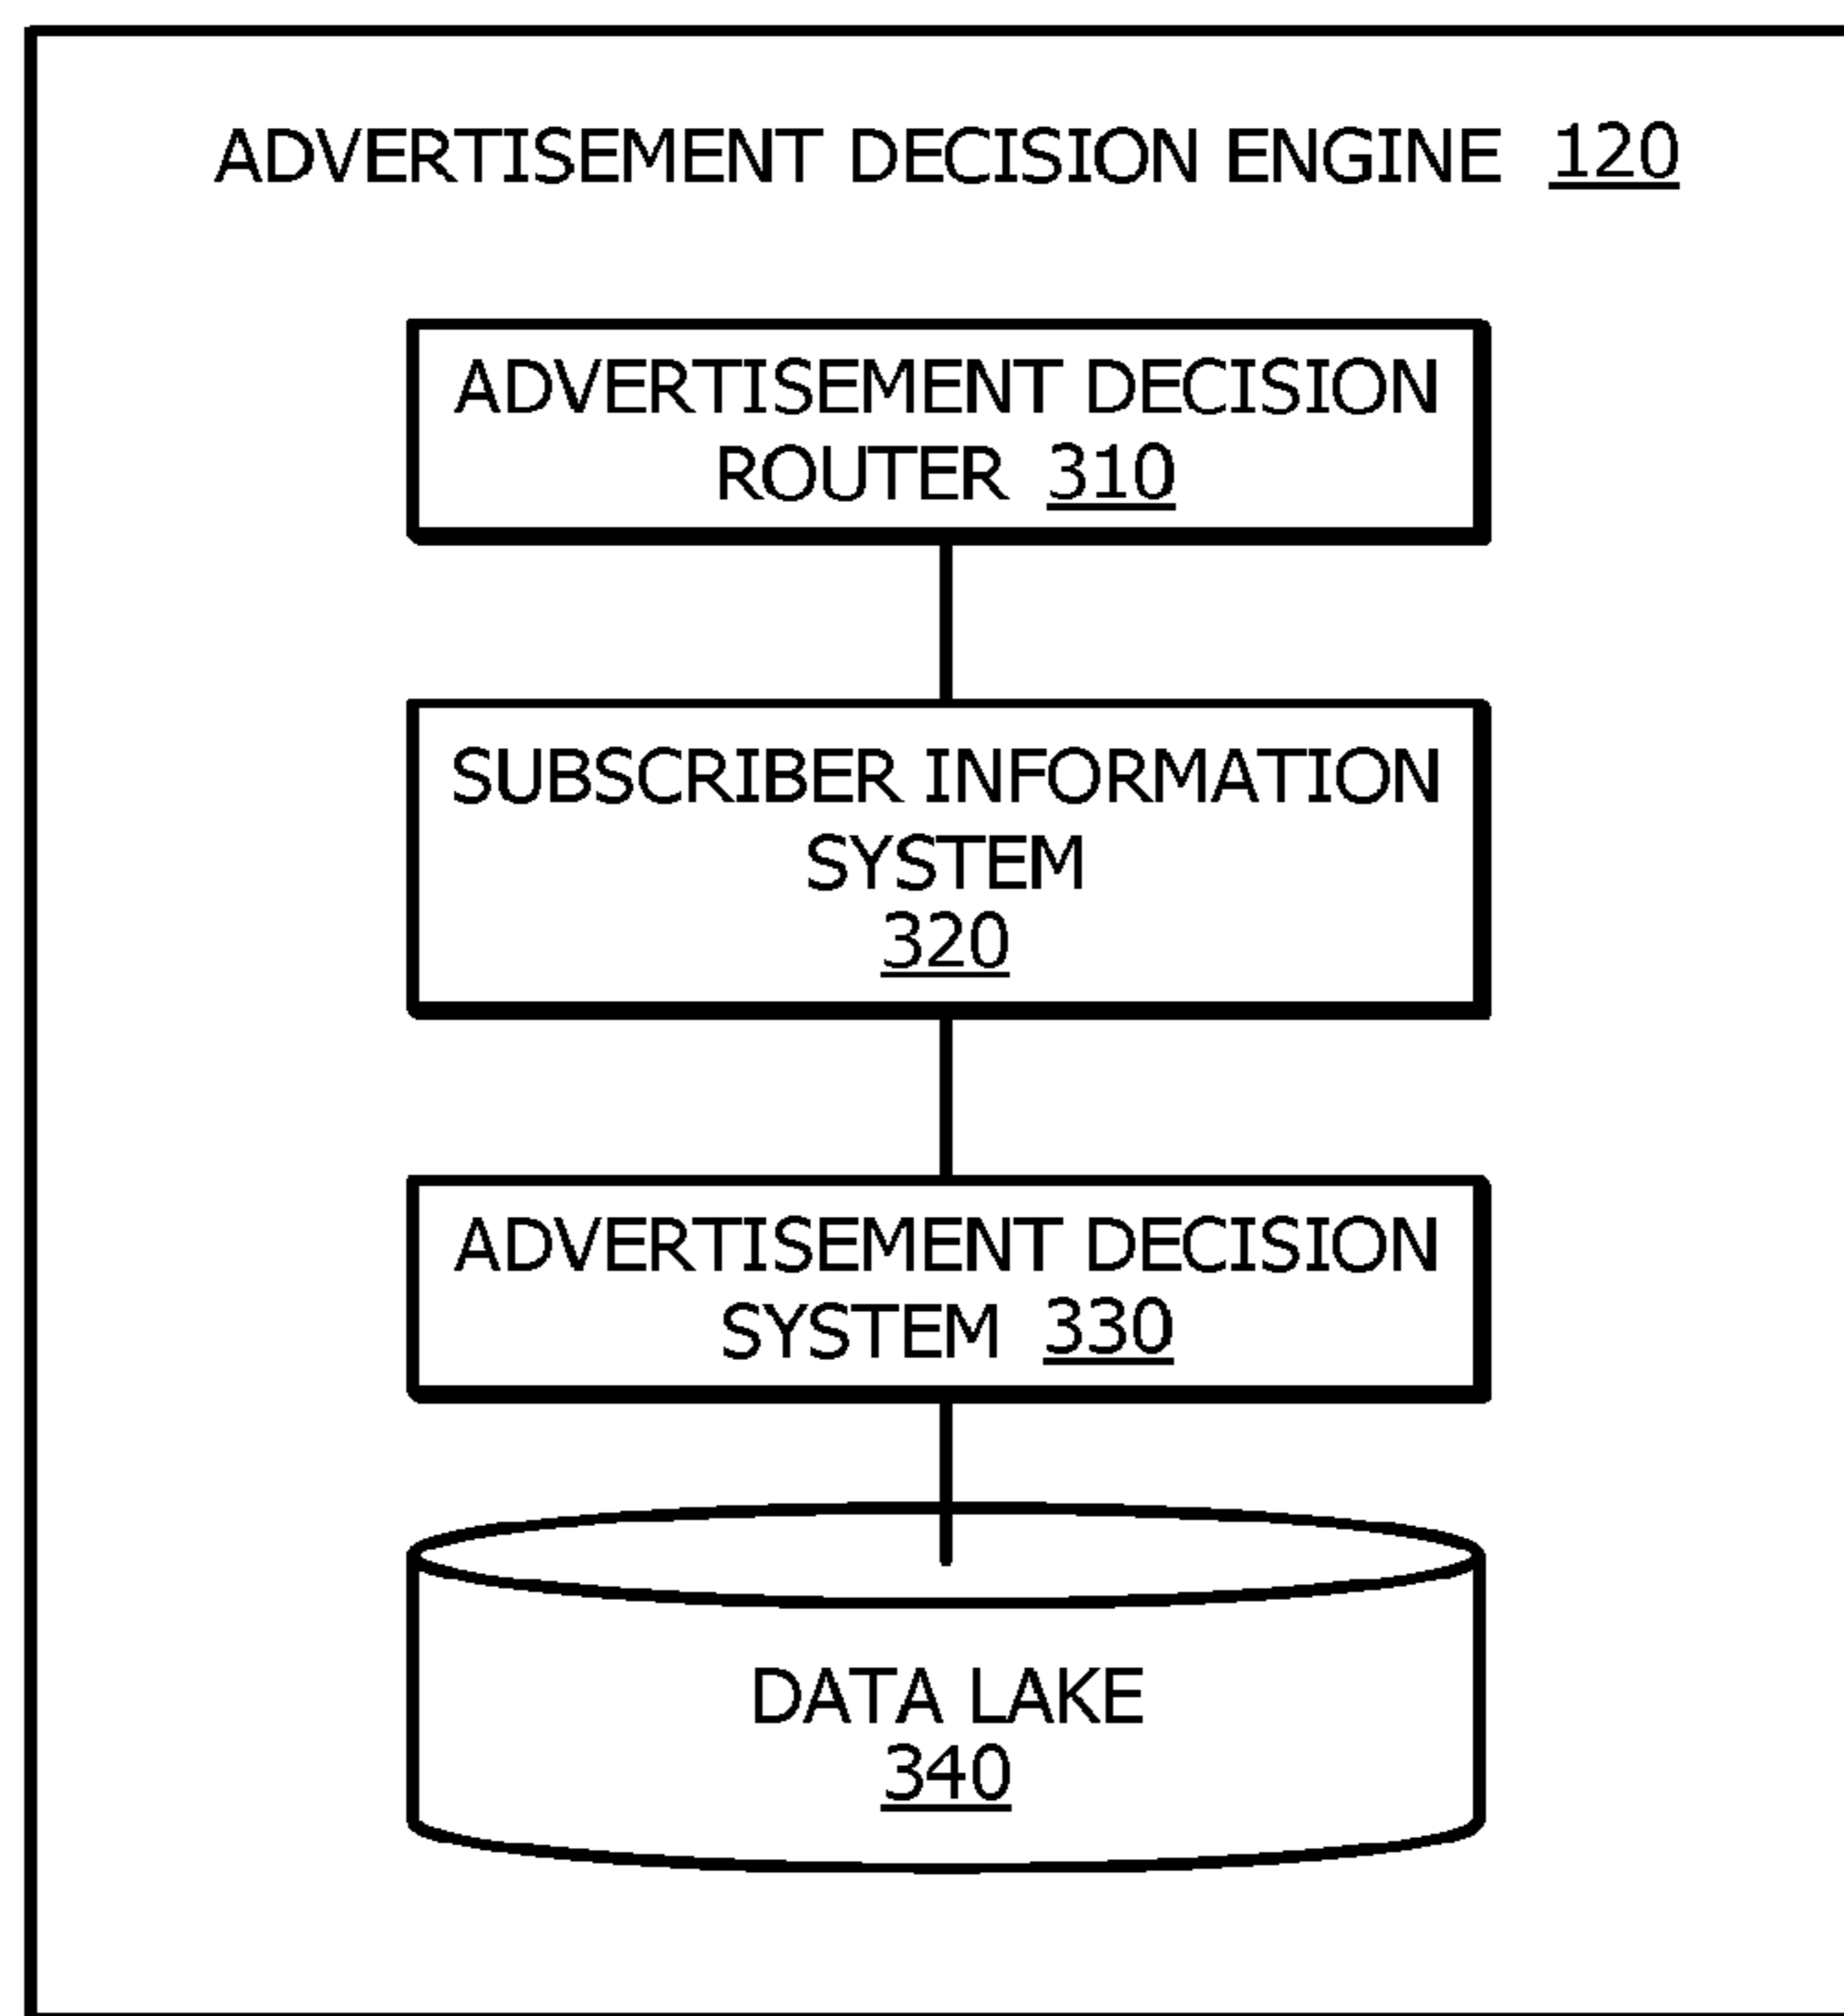 ADVERTISEMENT DECISION ENGINE 120
ADVERTISEMENT DECISION
ROUTER 310
SUBSCRIBER INFORMATION
SYSTEM
320
ADVERTISEMENT DECISION
SYSTEM 330
DATA LAKE
340